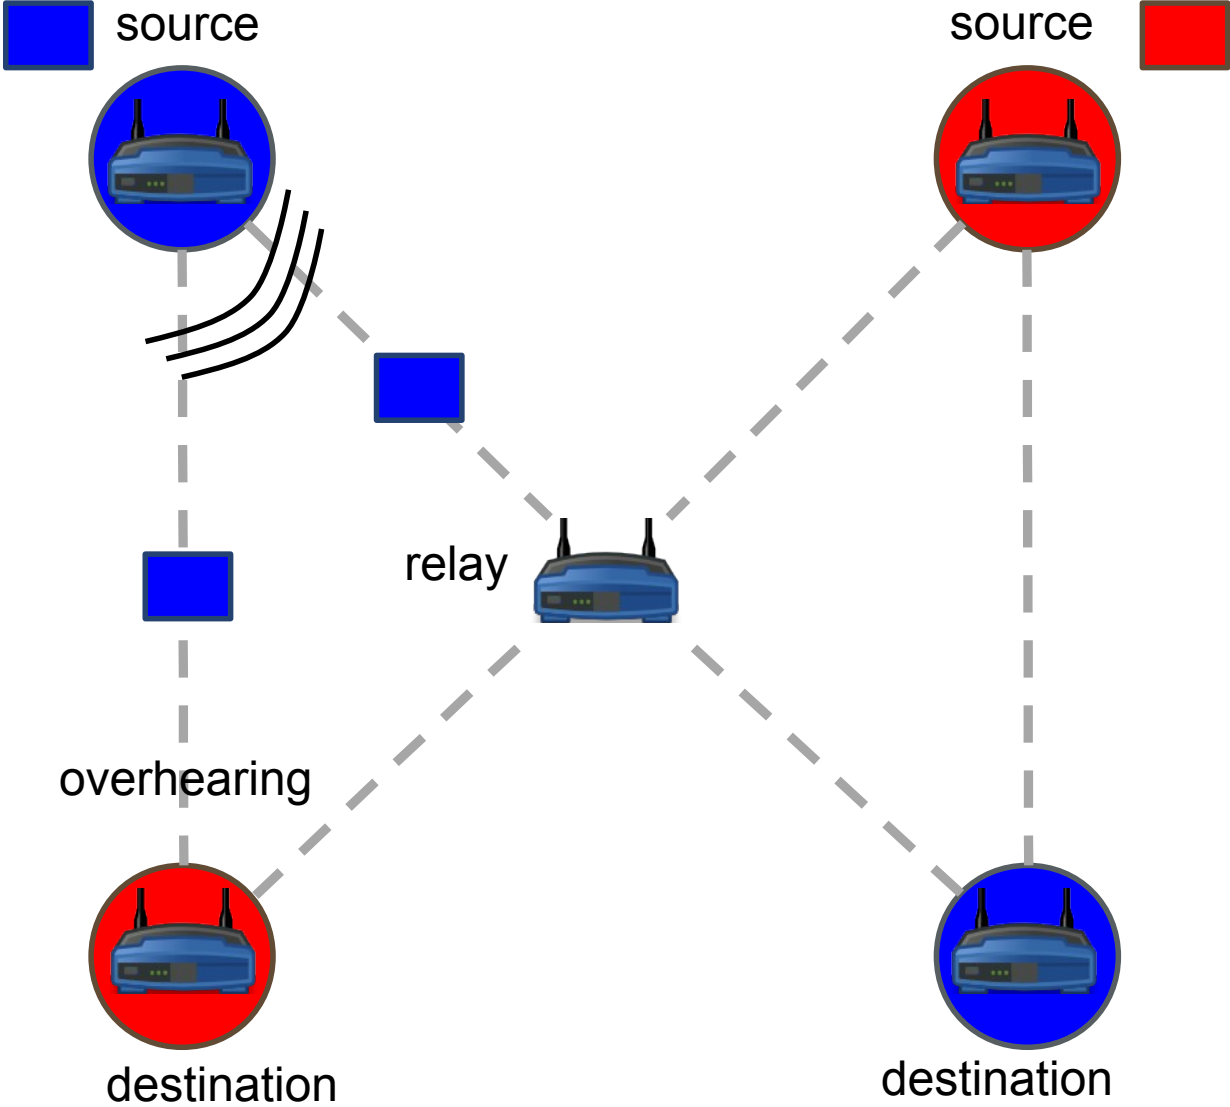 source
source
relay
overhearing
destination
destination